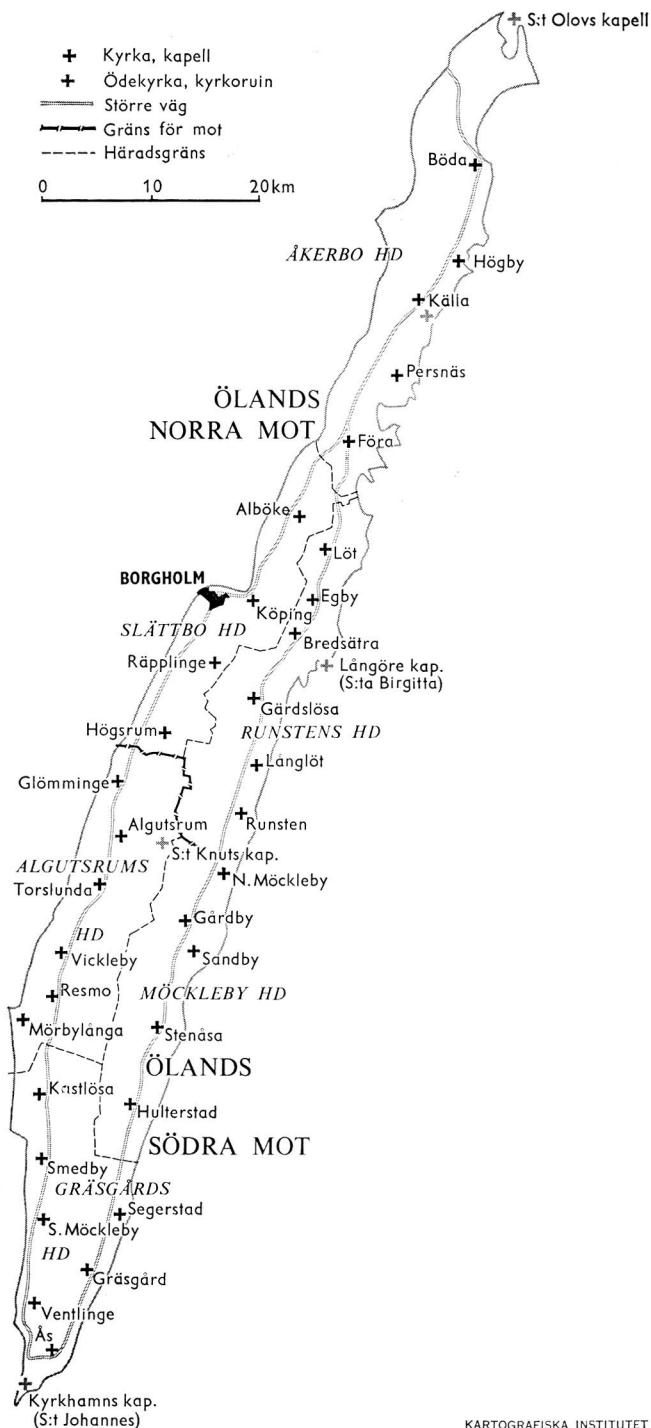 S:t Olovs kapell
Kyrka, kapell
Ödekyrka, kyrkoruin
Större väg
Gräns för mot
Häradsgräns
0 10 20 km
Böda
ÅKERBO HD
Högby
Källa
Persnäs
ÖLANDS
NORRA MOT
Föra
Alböke
Löt
BORGHOLM
Köping
Egby
SLÄTTBO HD
Bredsätra
Räpplinge
Långöre kap.
(S:ta Birgitta)
Gärdslösa
Högsrum
RUNSTENS HD
Långlöt
Glömminge
Runsten
Algutsrum
S:t Knuts kap.
ALGUTSRUMS
N. Möckleby
Torslunda
Gårdby
HD
Vickleby
Sandby
Resmo
MÖCKLEBY HD
Mörbylånga
Stenåsa
ÖLANDS
Kastlösa
Hulterstad
SÖDRA MOT
Smedby
GRÄSGÅRDS
Segerstad
S. Möckleby
HD
Gräsgård
Ventlinge
Ås
Kyrkhamns kap.
(S:t Johannes)
KARTOGRAFISKA INSTITUTET